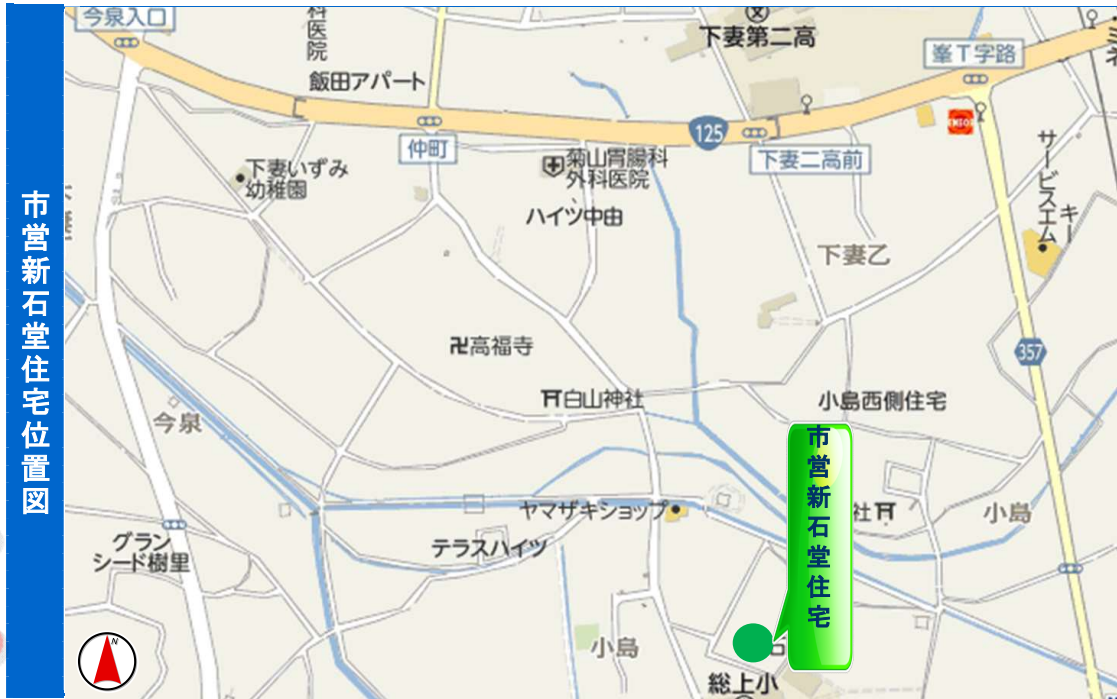 市営新石堂住宅位置図
今泉入口
科医院
飯田アパート
下妻第二高
峯T字路
125
仲町
下妻二高前
ENEOS
下妻いずみ
幼稚園
菊山胃腸科
外科医院
ハイツ中由
下妻乙
サービスエム
キー
357
卍高福寺
白山神社
小島西側住宅
今泉
市営新石堂住宅
ヤマザキショップ
社
小島
グラン
シード樹里
テラスハイツ
小島
石
総上小
N